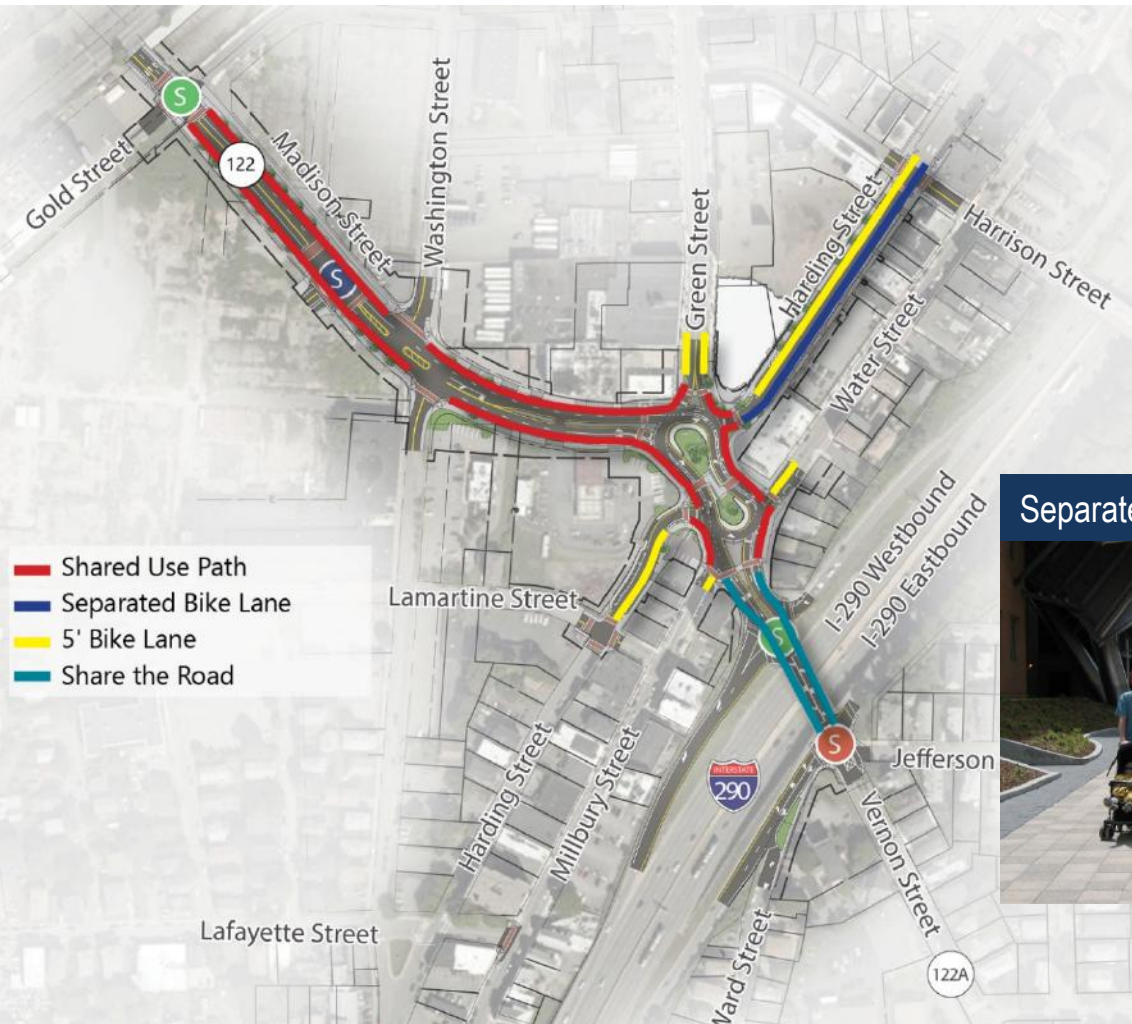 S
Gold Street
122
Madison Street
Washington Street
S
Green Street
Harding Street
Harrison Street
Water Street
Separate
I-290 Westbound
I-290 Eastbound
Shared Use Path
Separated Bike Lane
5' Bike Lane
Share the Road
Lamartine Street
S
S
Jefferson
INTERSTATE
290
Harding Street
Millbury Street
Vernon Street
Lafayette Street
Ward Street
122A